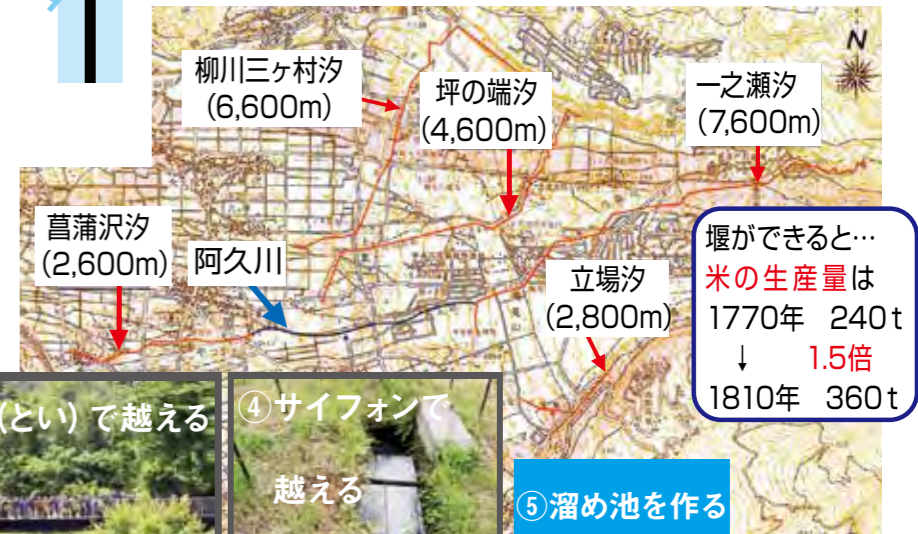 柳川三ヶ村汐
(6,600m)
坪の端汐
(4,600m)
一之瀬汐
(7,600m)
N
菖蒲沢汐
(2,600m)
阿久川
立場汐
(2,800m)
堰ができると…
米の生産量は
1770年 240t
↓ 1.5倍
1810年 360t
(とい)で越える
④サイフォンで
越える
⑤溜め池を作る